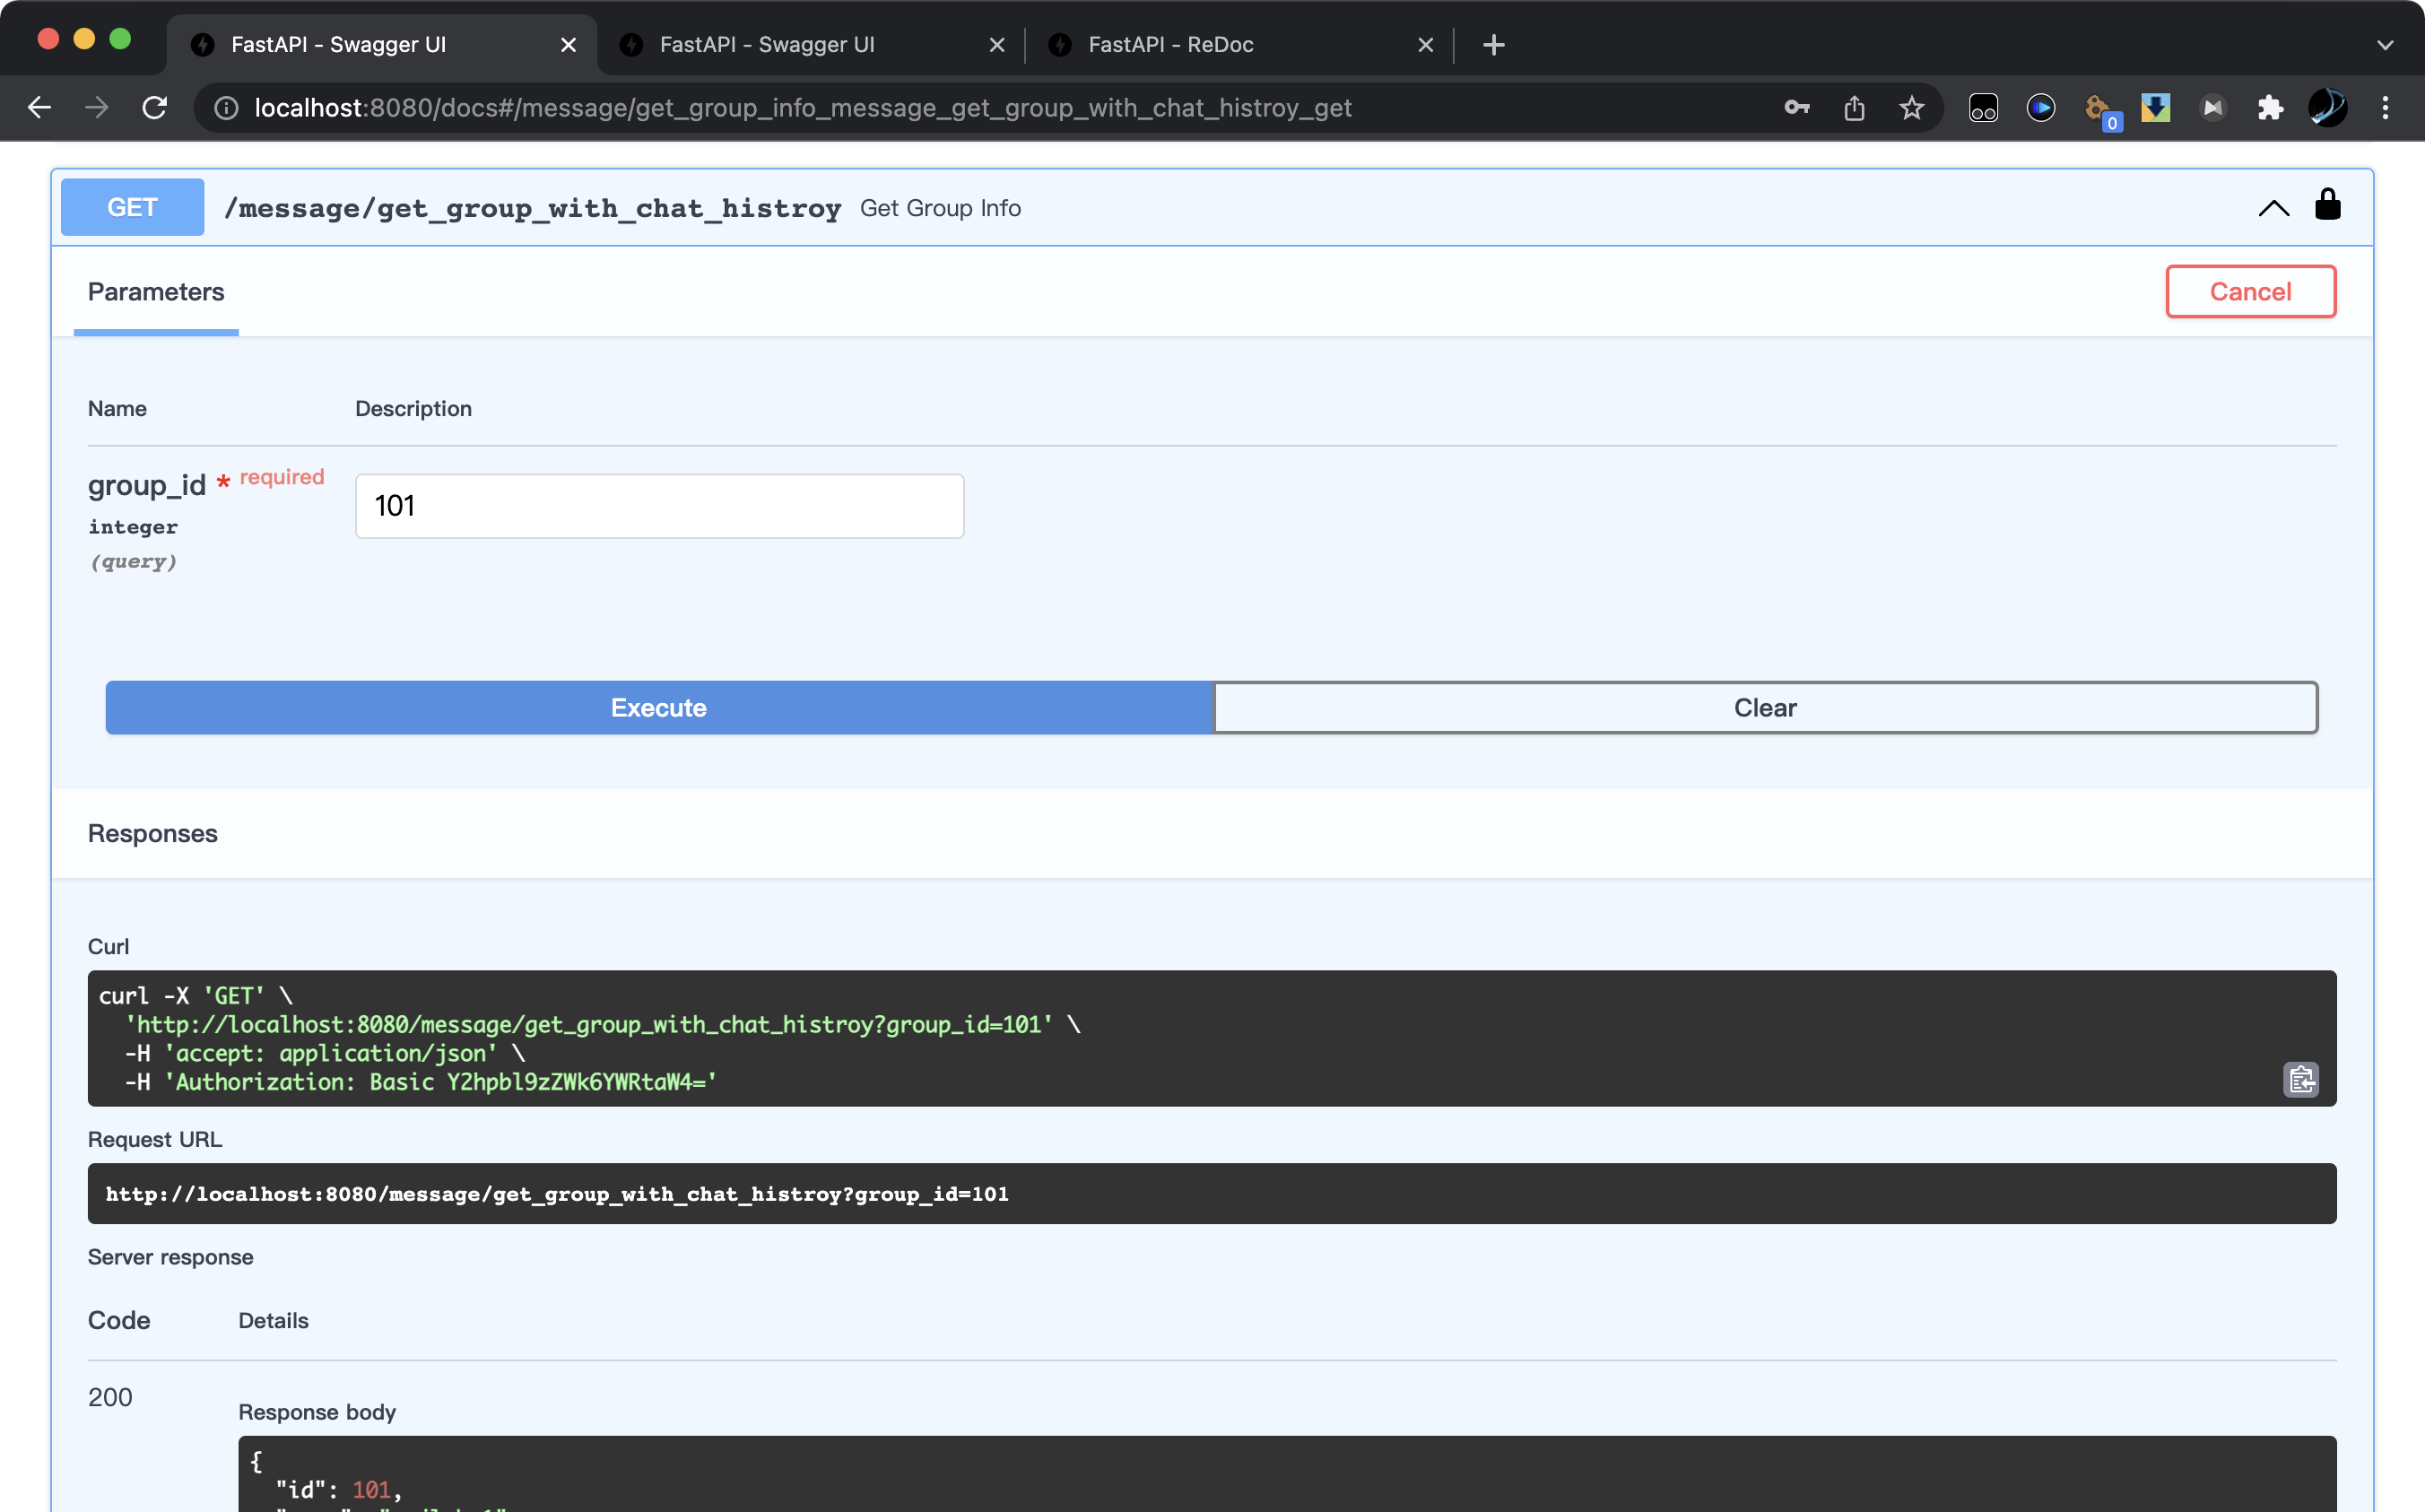 FastAPI - Swagger UI
FastAPI - Swagger UI
FastAPI - ReDoc
localhost:8080/docs#/message/get_group_info_message_get_group_with_chat_histroy_get
0
GET /message/get_group_with_chat_histroy Get Group Info
Parameters
Cancel
Name Description
group_id * required
integer
(query)
101
Execute
Clear
Responses
Curl
curl -X 'GET' \
'http://localhost:8080/message/get_group_with_chat_histroy?group_id=101' \
-H 'accept: application/json' \
-H 'Authorization: Basic Y2hpbl9zZWk6YWRtaW4='
Request URL
http://localhost:8080/message/get_group_with_chat_histroy?group_id=101
Server response
Code Details
200
Response body
{
"id": 101,